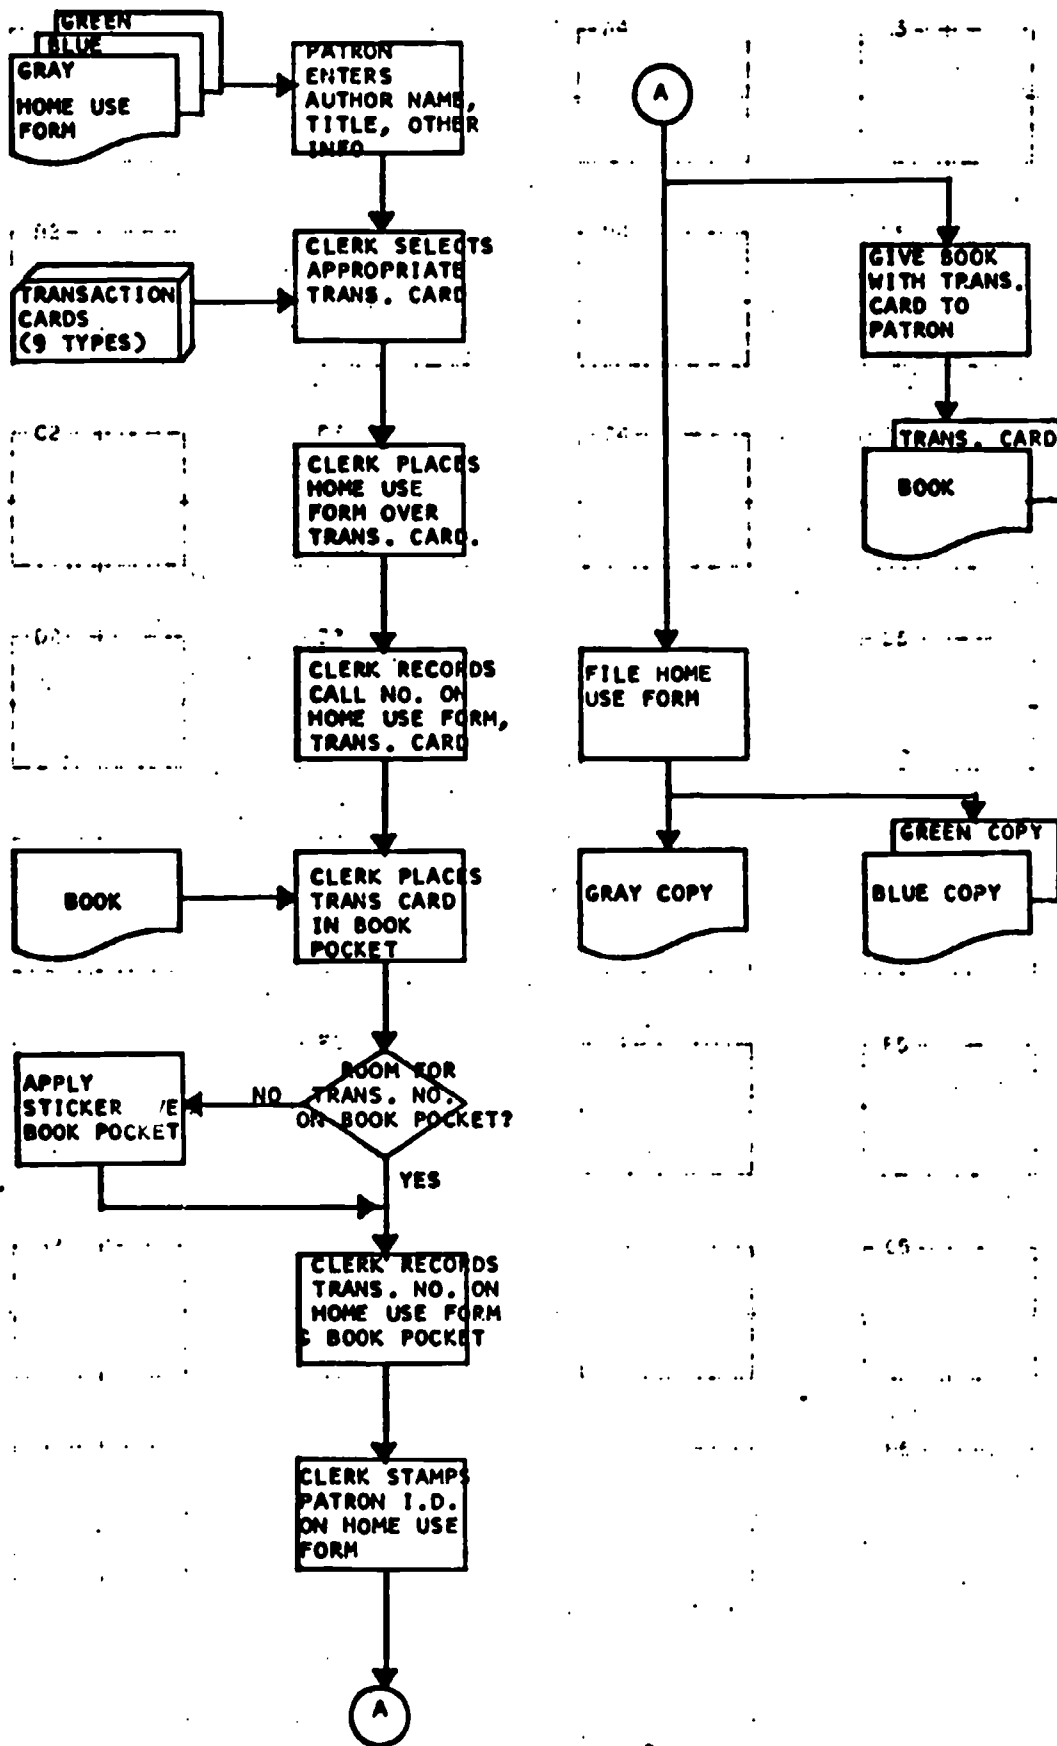 GREEN
BLUE
GRAY
HOME USE
FORM
PATRON
ENTERS
AUTHOR NAME,
TITLE, OTHER
INFO
TRANSACTION
CARDS
(9 TYPES)
CLERK SELECTS
APPROPRIATE
TRANS. CARD
C2
CLERK PLACES
HOME USE
FORM OVER
TRANS. CARD.
CLERK RECORDS
CALL NO. ON
HOME USE FORM,
TRANS. CARD
BOOK
CLERK PLACES
TRANS CARD
IN BOOK
POCKET
ROOM FOR
TRANS. NO.
ON BOOK POCKET?
NO
APPLY
STICKER
BOOK POCKET
YES
CLERK RECORDS
TRANS. NO. ON
HOME USE FORM
& BOOK POCKET
CLERK STAMPS
PATRON I.D.
ON HOME USE
FORM
A
A
GIVE BOOK
WITH TRANS.
CARD TO
PATRON
TRANS. CARD
BOOK
FILE HOME
USE FORM
GRAY COPY
GREEN COPY
BLUE COPY